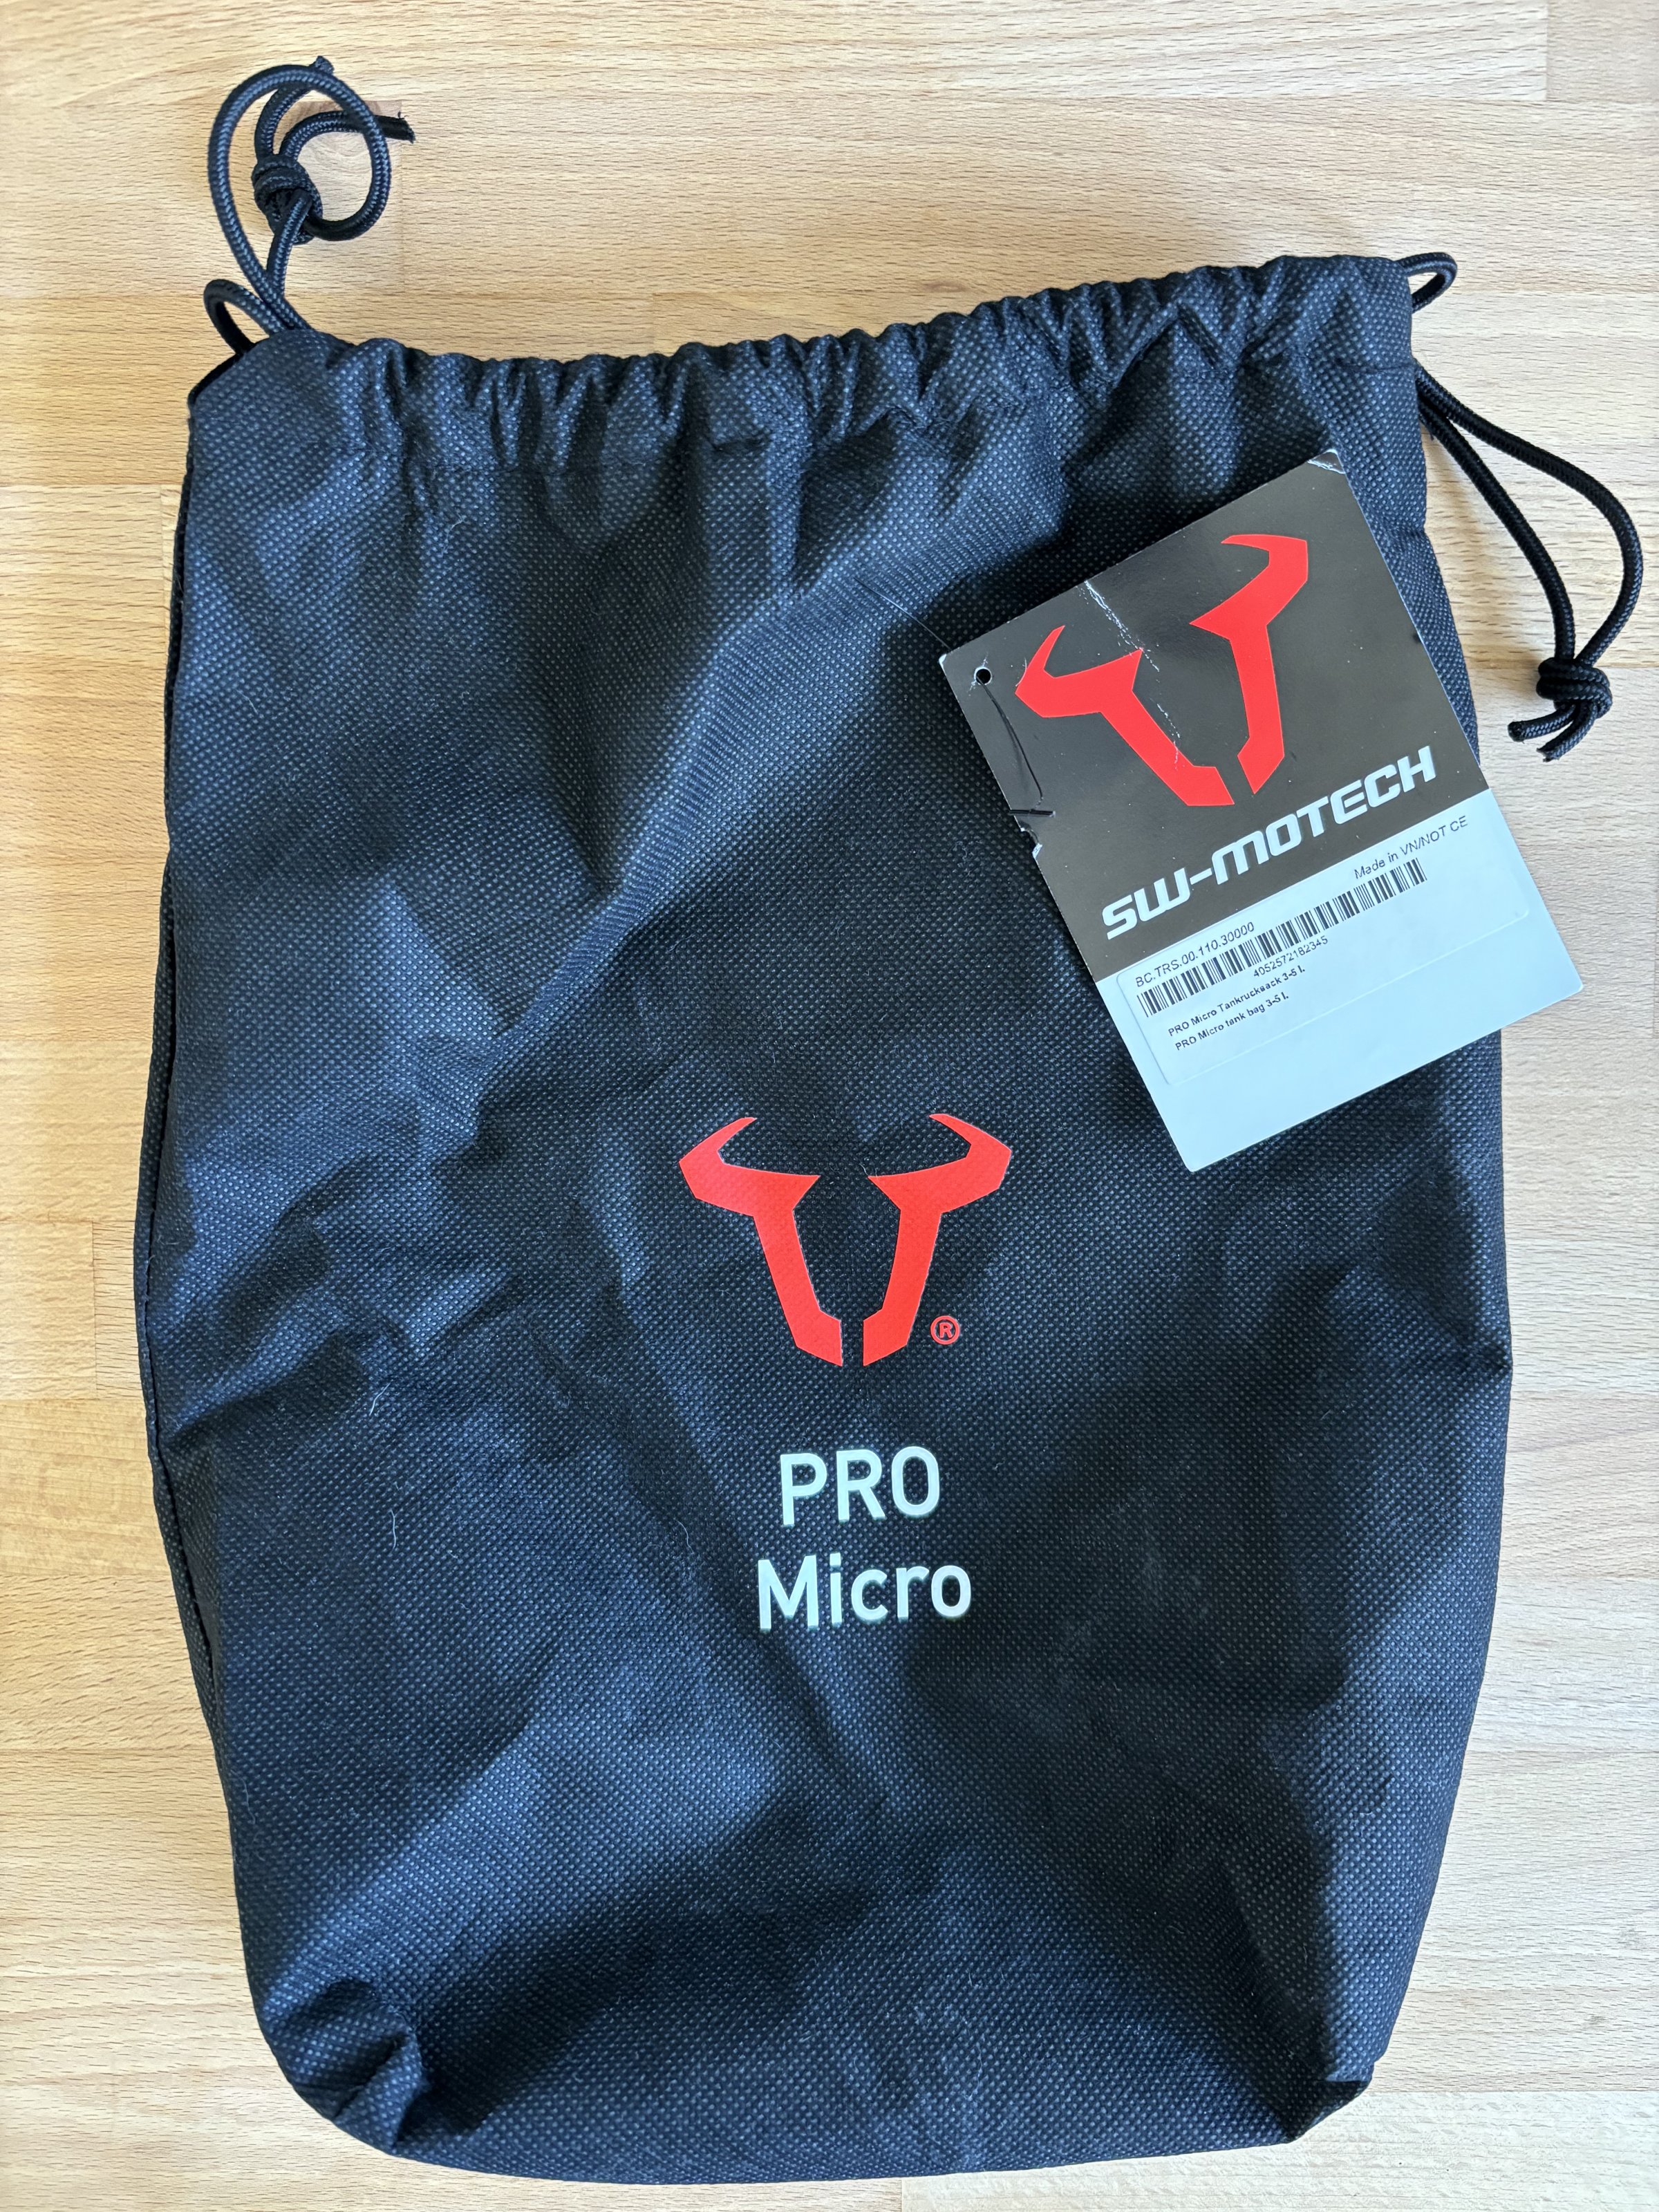 SW-MOTECH
Made in VN/NOT CE
BC.TRS.00.110.30000
4052572182345
PRO Micro Tankrucksack 3-5 L
PRO Micro tank bag 3-5 L
®
PRO
Micro